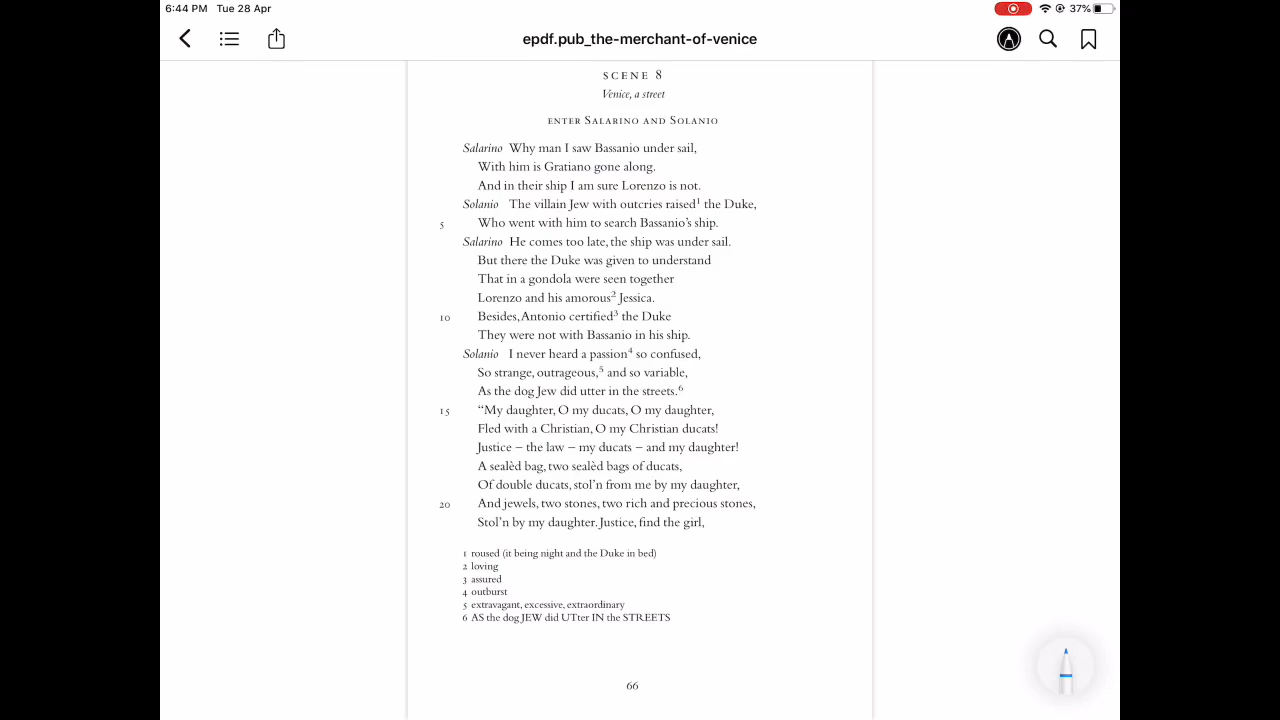 6:44 PM Tue 28 Apr
37%
epdf.pub_the-merchant-of-venice
SCENE 8
Venice, a street
ENTER SALARINO AND SOLANIO
Salarino Why man I saw Bassanio under sail,
With him is Gratiano gone along.
And in their ship I am sure Lorenzo is not.
Solanio The villain Jew with outcries raised1 the Duke,
5 Who went with him to search Bassanio's ship.
Salarino He comes too late, the ship was under sail.
But there the Duke was given to understand
That in a gondola were seen together
Lorenzo and his amorous2 Jessica.
10 Besides, Antonio certified3 the Duke
They were not with Bassanio in his ship.
Solanio I never heard a passion4 so confused,
So strange, outrageous,5 and so variable,
As the dog Jew did utter in the streets.6
15 “My daughter, O my ducats, O my daughter,
Fled with a Christian, O my Christian ducats!
Justice – the law – my ducats – and my daughter!
A sealèd bag, two sealèd bags of ducats,
Of double ducats, stol'n from me by my daughter,
20 And jewels, two stones, two rich and precious stones,
Stol'n by my daughter. Justice, find the girl,
1 roused (it being night and the Duke in bed)
2 loving
3 assured
4 outburst
5 extravagant, excessive, extraordinary
6 AS the dog JEW did UTter IN the STREETS
66